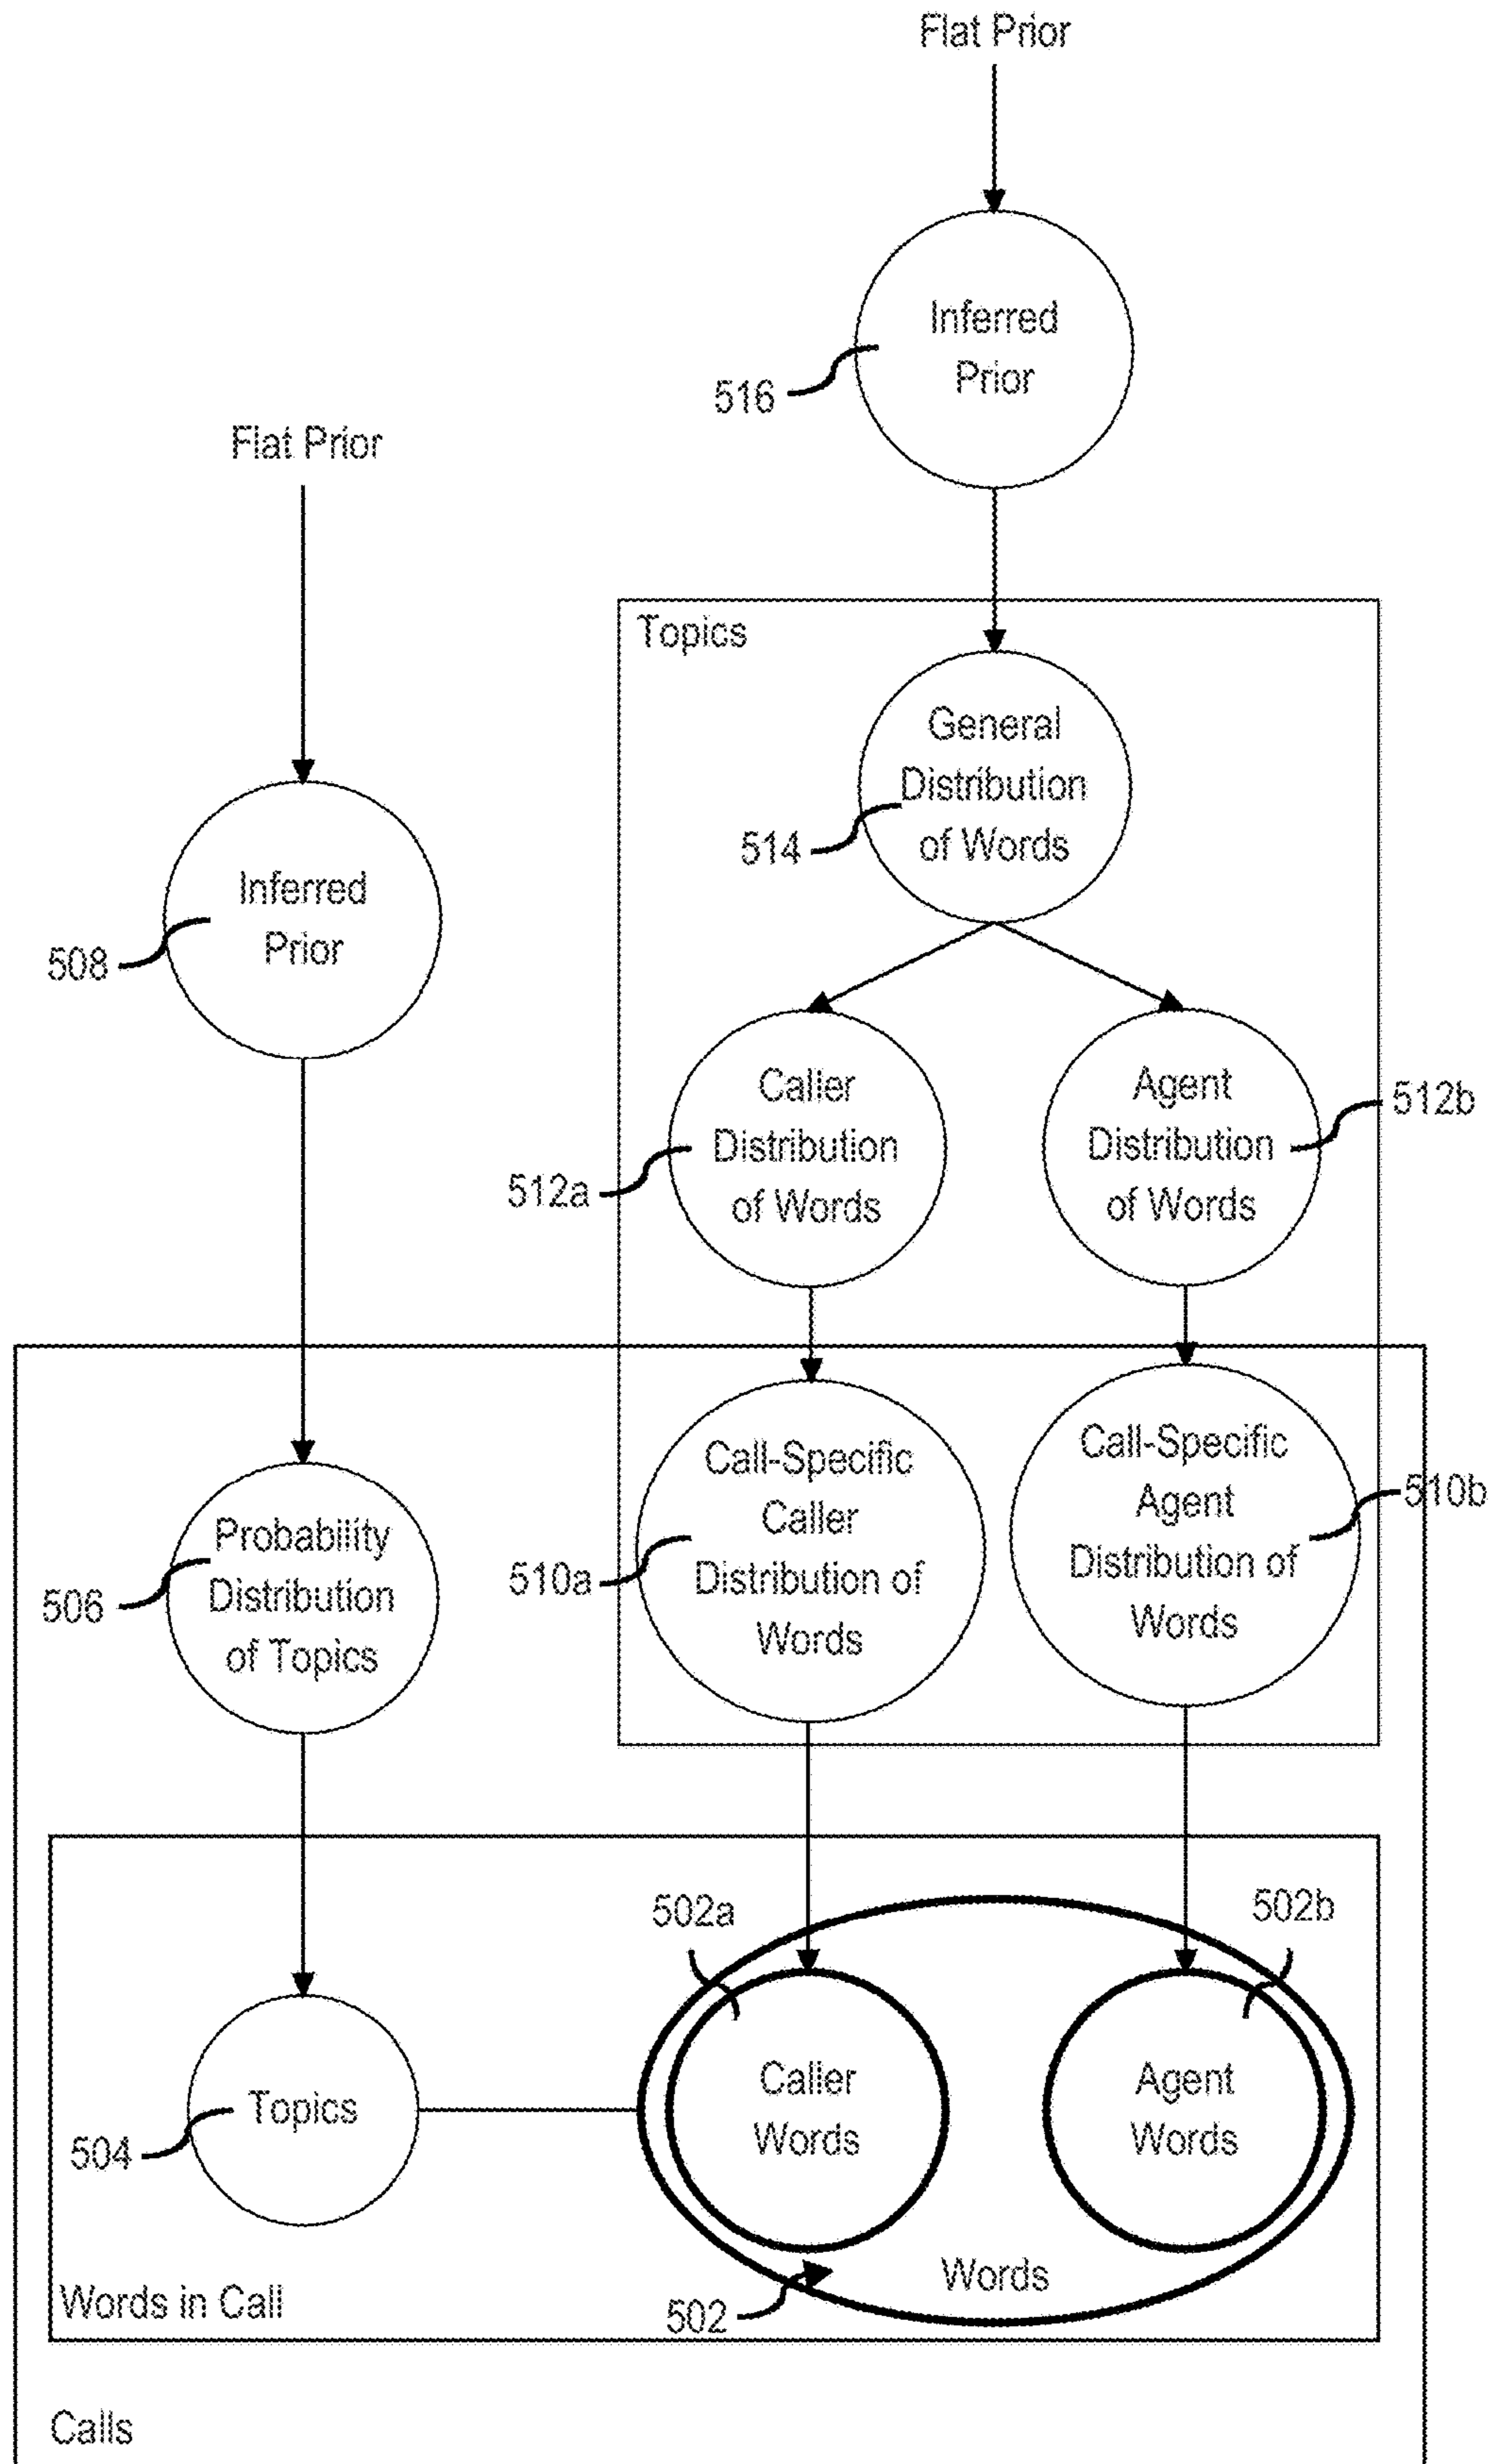 Flat Prior
Inferred
Prior
516
Flat Prior
Topics
General
Distribution
of Words
514
Inferred
Prior
508
Caller
Distribution
of Words
512a
Agent
Distribution
of Words
512b
Call-Specific
Caller
Distribution of
Words
510a
Call-Specific
Agent
Distribution of
Words
510b
Probability
Distribution
of Topics
506
502a
502b
Topics
504
Caller
Words
Agent
Words
Words
502
Words in Call
Calls